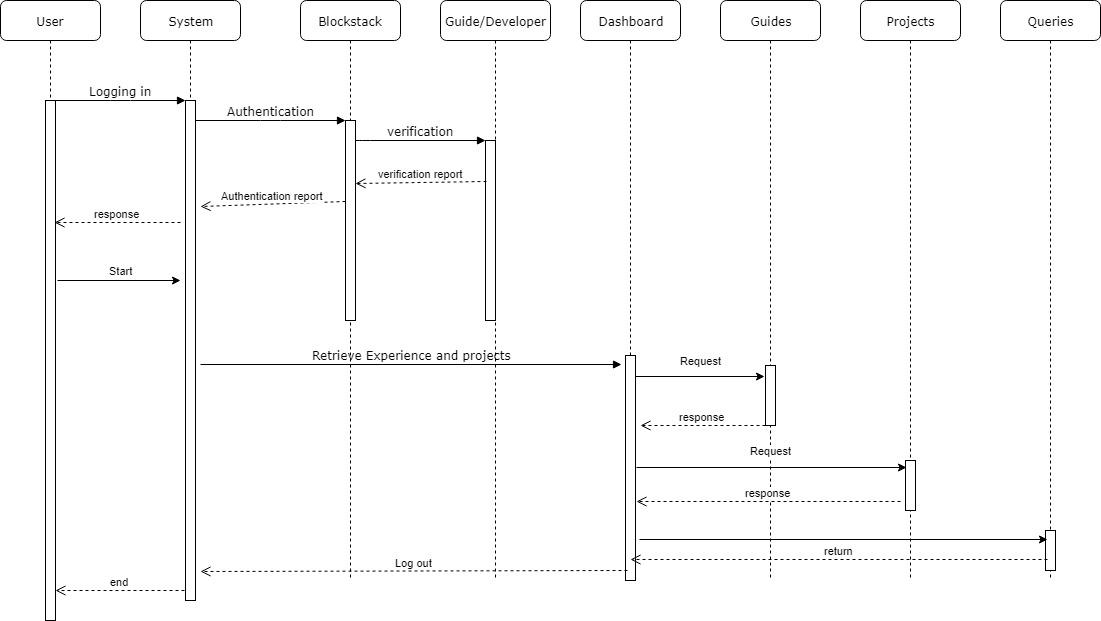 User
System
Blockstack
Guide/Developer
Dashboard
Guides
Projects
Queries
Logging in
Authentication
verification
verification report
Authentication report
response
Start
Retrieve Experience and projects
Request
response
Request
response
return
Log out
end